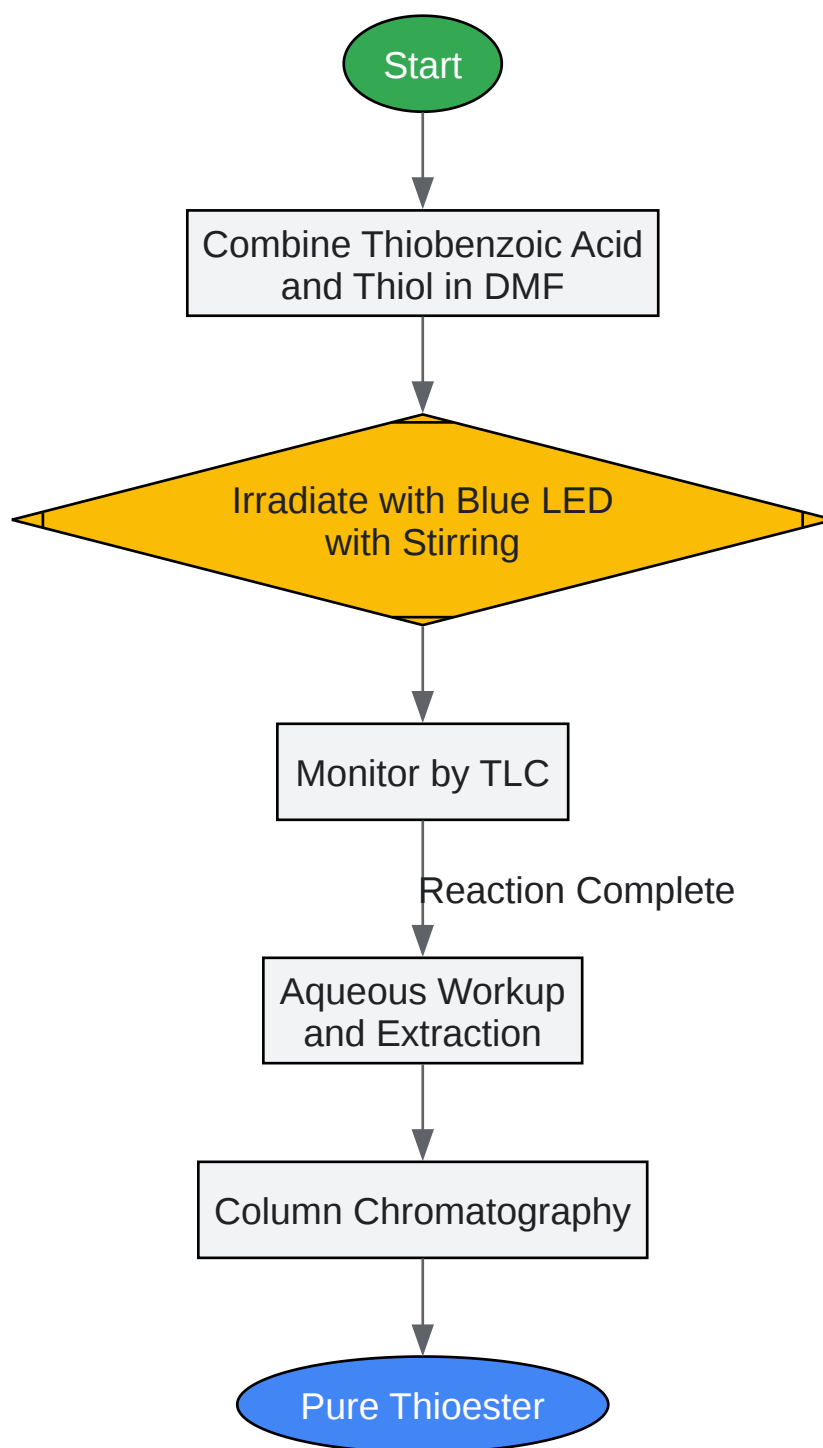 Start
Combine Thiobenzoic Acid
and Thiol in DMF
Irradiate with Blue LED
with Stirring
Monitor by TLC
Reaction Complete
Aqueous Workup
and Extraction
Column Chromatography
Pure Thioester